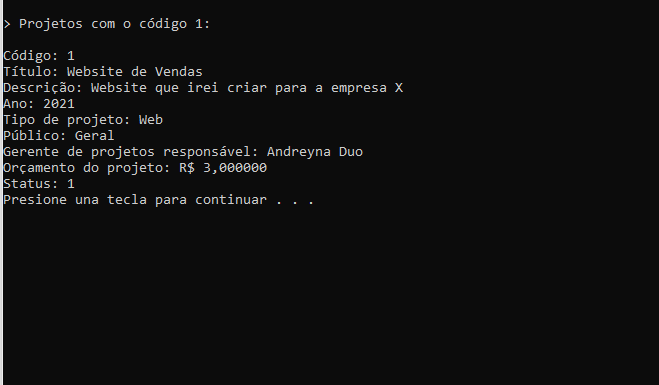 > Projetos com o código 1:
Código: 1
Título: Website de Vendas
Descrição: Website que irei criar para a empresa X
Ano: 2021
Tipo de projeto: Web
Público: Geral
Gerente de projetos responsável: Andreyna Duo
Orçamento do projeto: R$ 3,000000
Status: 1
Presione una tecla para continuar . . .